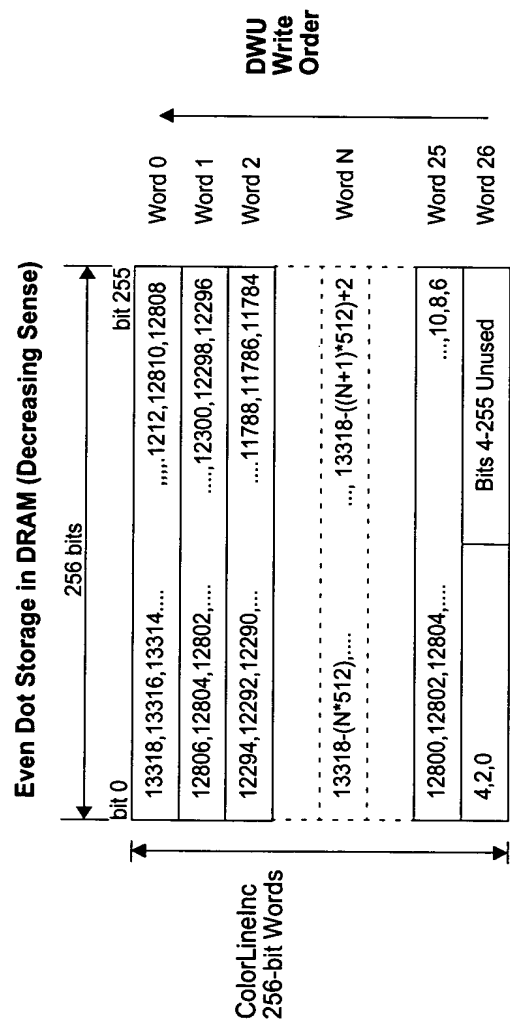 Even Dot Storage in DRAM (Decreasing Sense)
256 bits
bit 0 bit 255
13318,13316,13314.... ,,,,.1212,12810,12808 Word 0
12806,12804,12802,.... ....,12300,12298,12296 Word 1
12294,12292,12290,... .....11788,11786,11784 Word 2
13318-(N*512),..... ..., 13318-((N+1)*512)+2 Word N
12800,12802,12804,..... ...,10,8,6 Word 25
4,2,0 Bits 4-255 Unused Word 26
ColorLineInc
256-bit Words
DWU
Write
Order